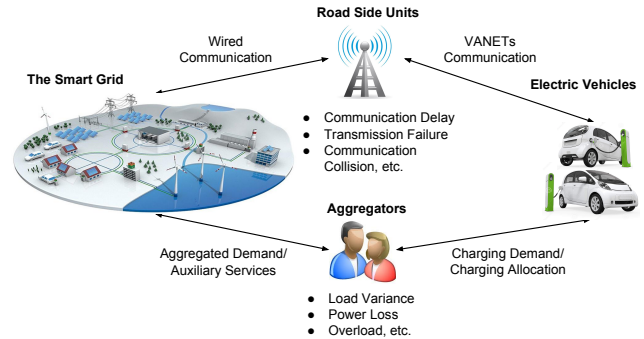 Road Side Units
Wired
Communication
VANETs
Communication
The Smart Grid
Electric Vehicles
● Communication Delay
● Transmission Failure
● Communication
Collision, etc.
Aggregators
Aggregated Demand/
Auxiliary Services
Charging Demand/
Charging Allocation
● Load Variance
● Power Loss
● Overload, etc.